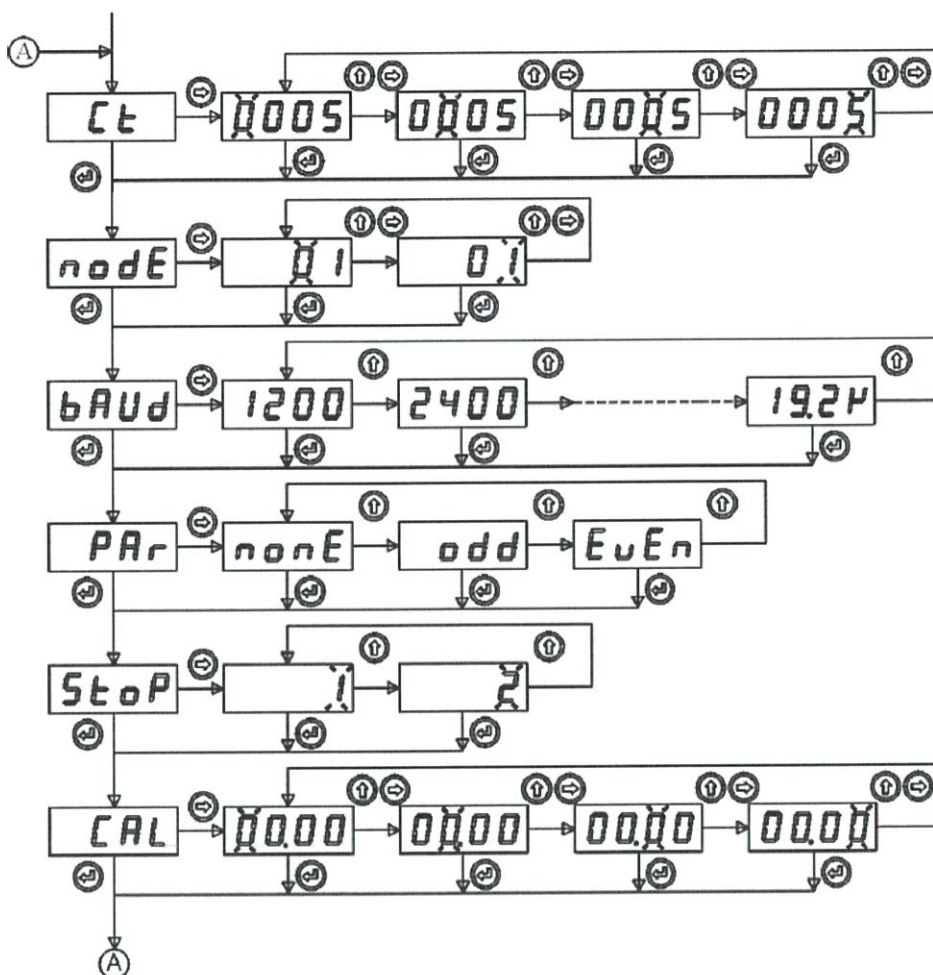 A
Ct 0005 0005 0005 0005
nodE 01 01
bAUd 1200 2400 19.2K
PAr nonE odd EvEn
StoP 1 2
CAL 00.00 00.00 00.00 00.00
A